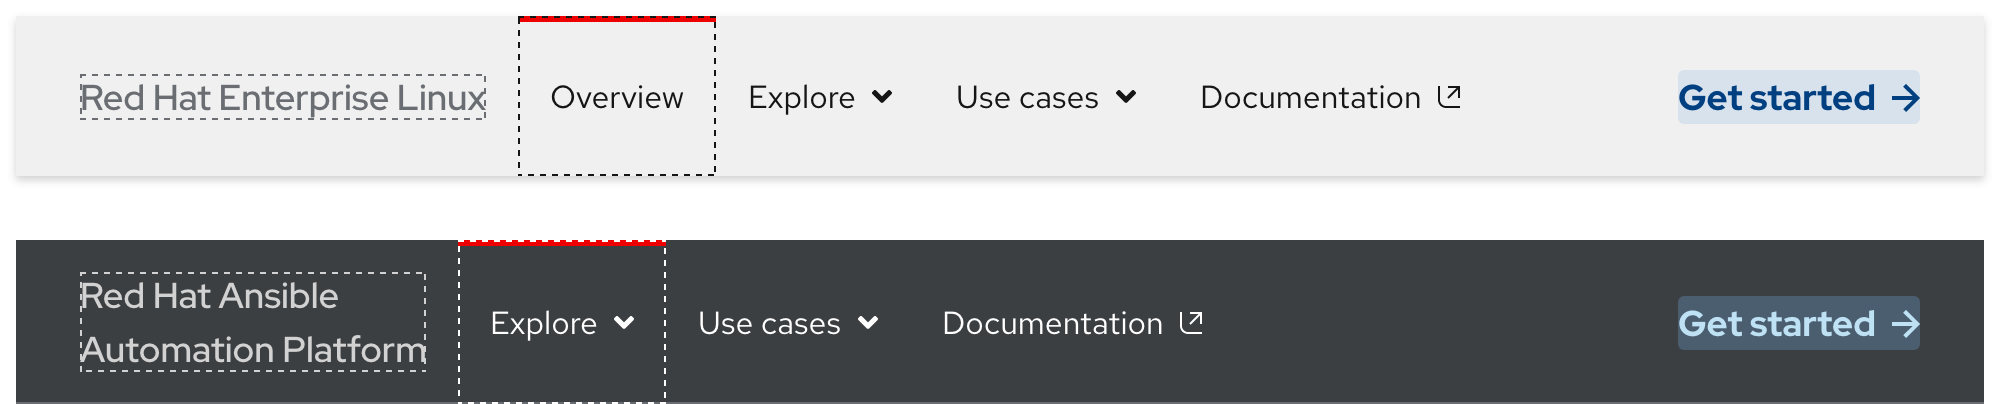 Red Hat Enterprise Linux Overview Explore Use cases Documentation Get started →
Red Hat Ansible
Automation Platform
Explore Use cases Documentation Get started →